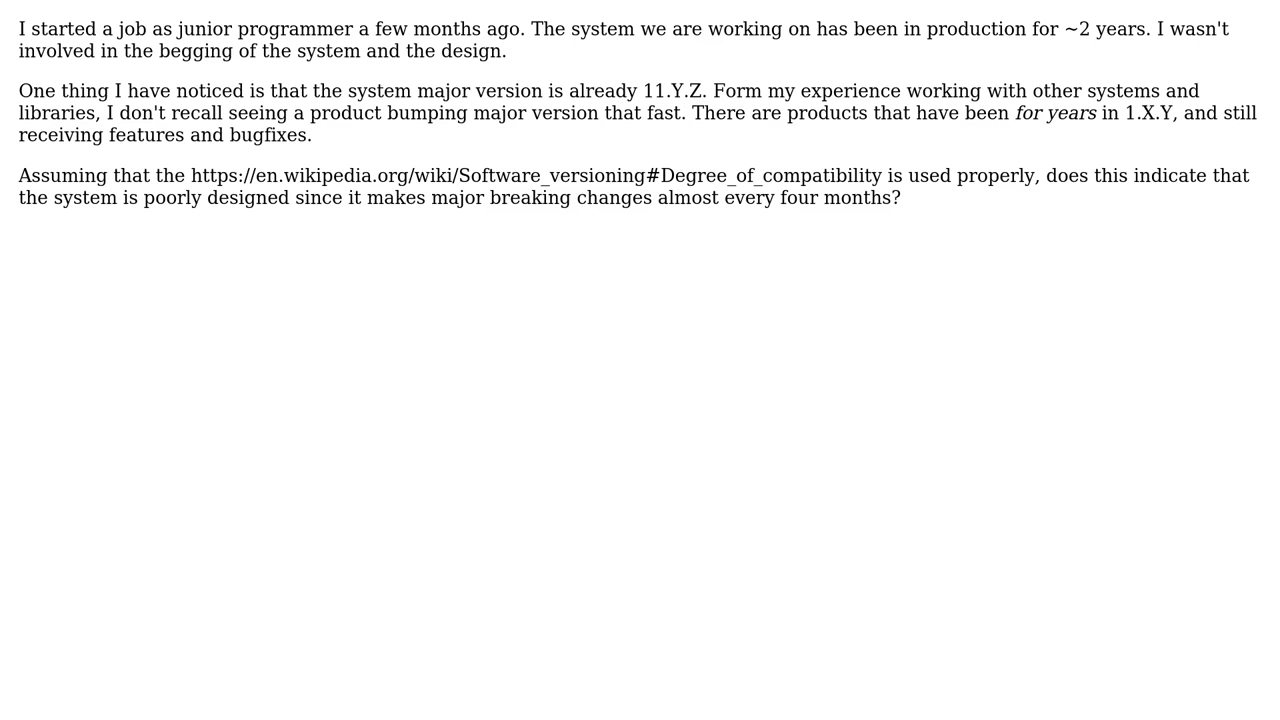 I started a job as junior programmer a few months ago. The system we are working on has been in production for ~2 years. I wasn't
involved in the begging of the system and the design.
One thing I have noticed is that the system major version is already 11.Y.Z. Form my experience working with other systems and
libraries, I don't recall seeing a product bumping major version that fast. There are products that have been for years in 1.X.Y, and still
receiving features and bugfixes.
Assuming that the https://en.wikipedia.org/wiki/Software_versioning#Degree_of_compatibility is used properly, does this indicate that
the system is poorly designed since it makes major breaking changes almost every four months?